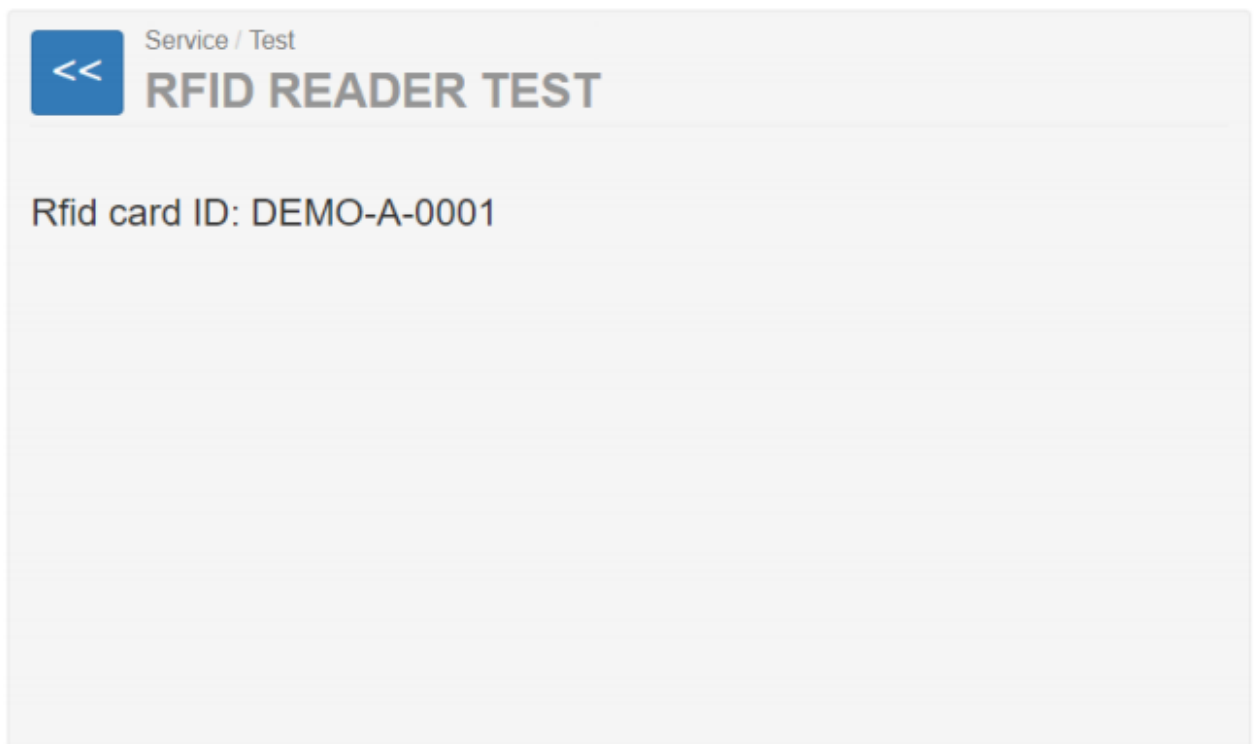 <<
Service / Test
RFID READER TEST
Rfid card ID: DEMO-A-0001